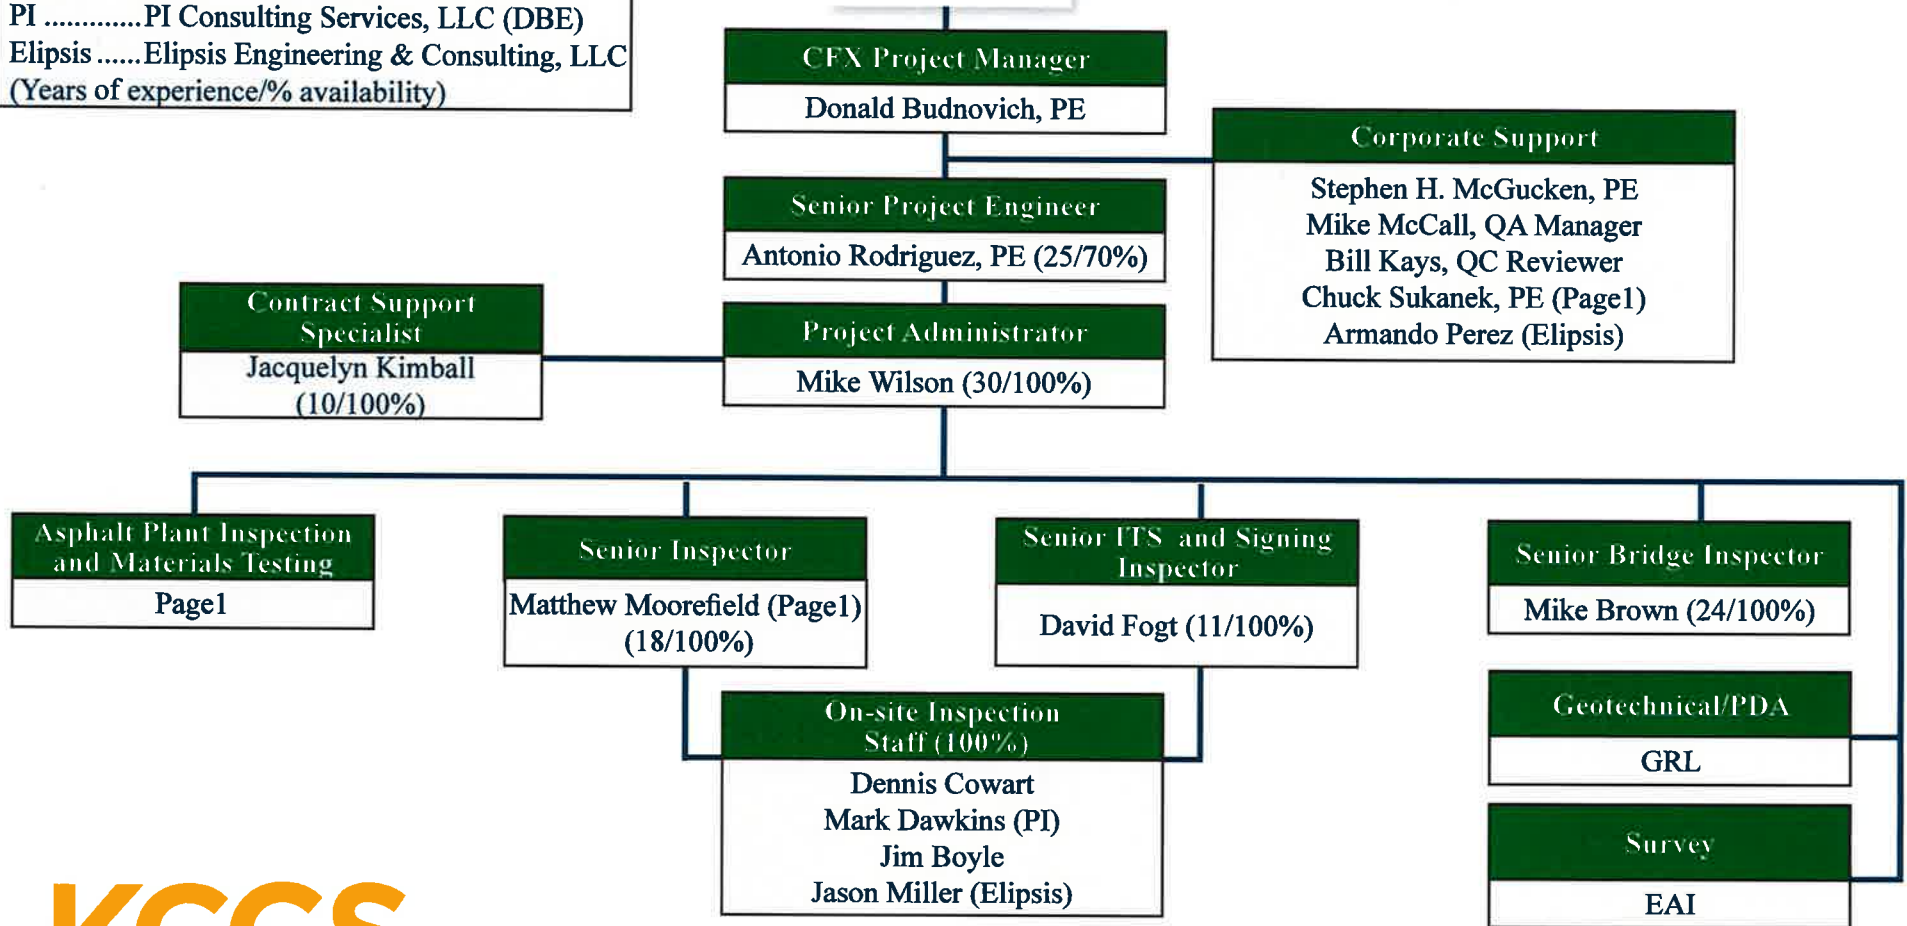 PI .............PI Consulting Services, LLC (DBE)
Elipsis ......Elipsis Engineering & Consulting, LLC
(Years of experience/% availability)
CFX Project Manager
Donald Budnovich, PE
Corporate Support
Stephen H. McGucken, PE
Mike McCall, QA Manager
Bill Kays, QC Reviewer
Chuck Sukanek, PE (Page1)
Armando Perez (Elipsis)
Senior Project Engineer
Antonio Rodriguez, PE (25/70%)
Contract Support
Specialist
Jacquelyn Kimball
(10/100%)
Project Administrator
Mike Wilson (30/100%)
Asphalt Plant Inspection
and Materials Testing
Page1
Senior Inspector
Matthew Moorefield (Page1)
(18/100%)
Senior ITS and Signing
Inspector
David Fogt (11/100%)
Senior Bridge Inspector
Mike Brown (24/100%)
On-site Inspection
Staff (100%)
Dennis Cowart
Mark Dawkins (PI)
Jim Boyle
Jason Miller (Elipsis)
Geotechnical/PDA
GRL
Survey
EAI
KCCS